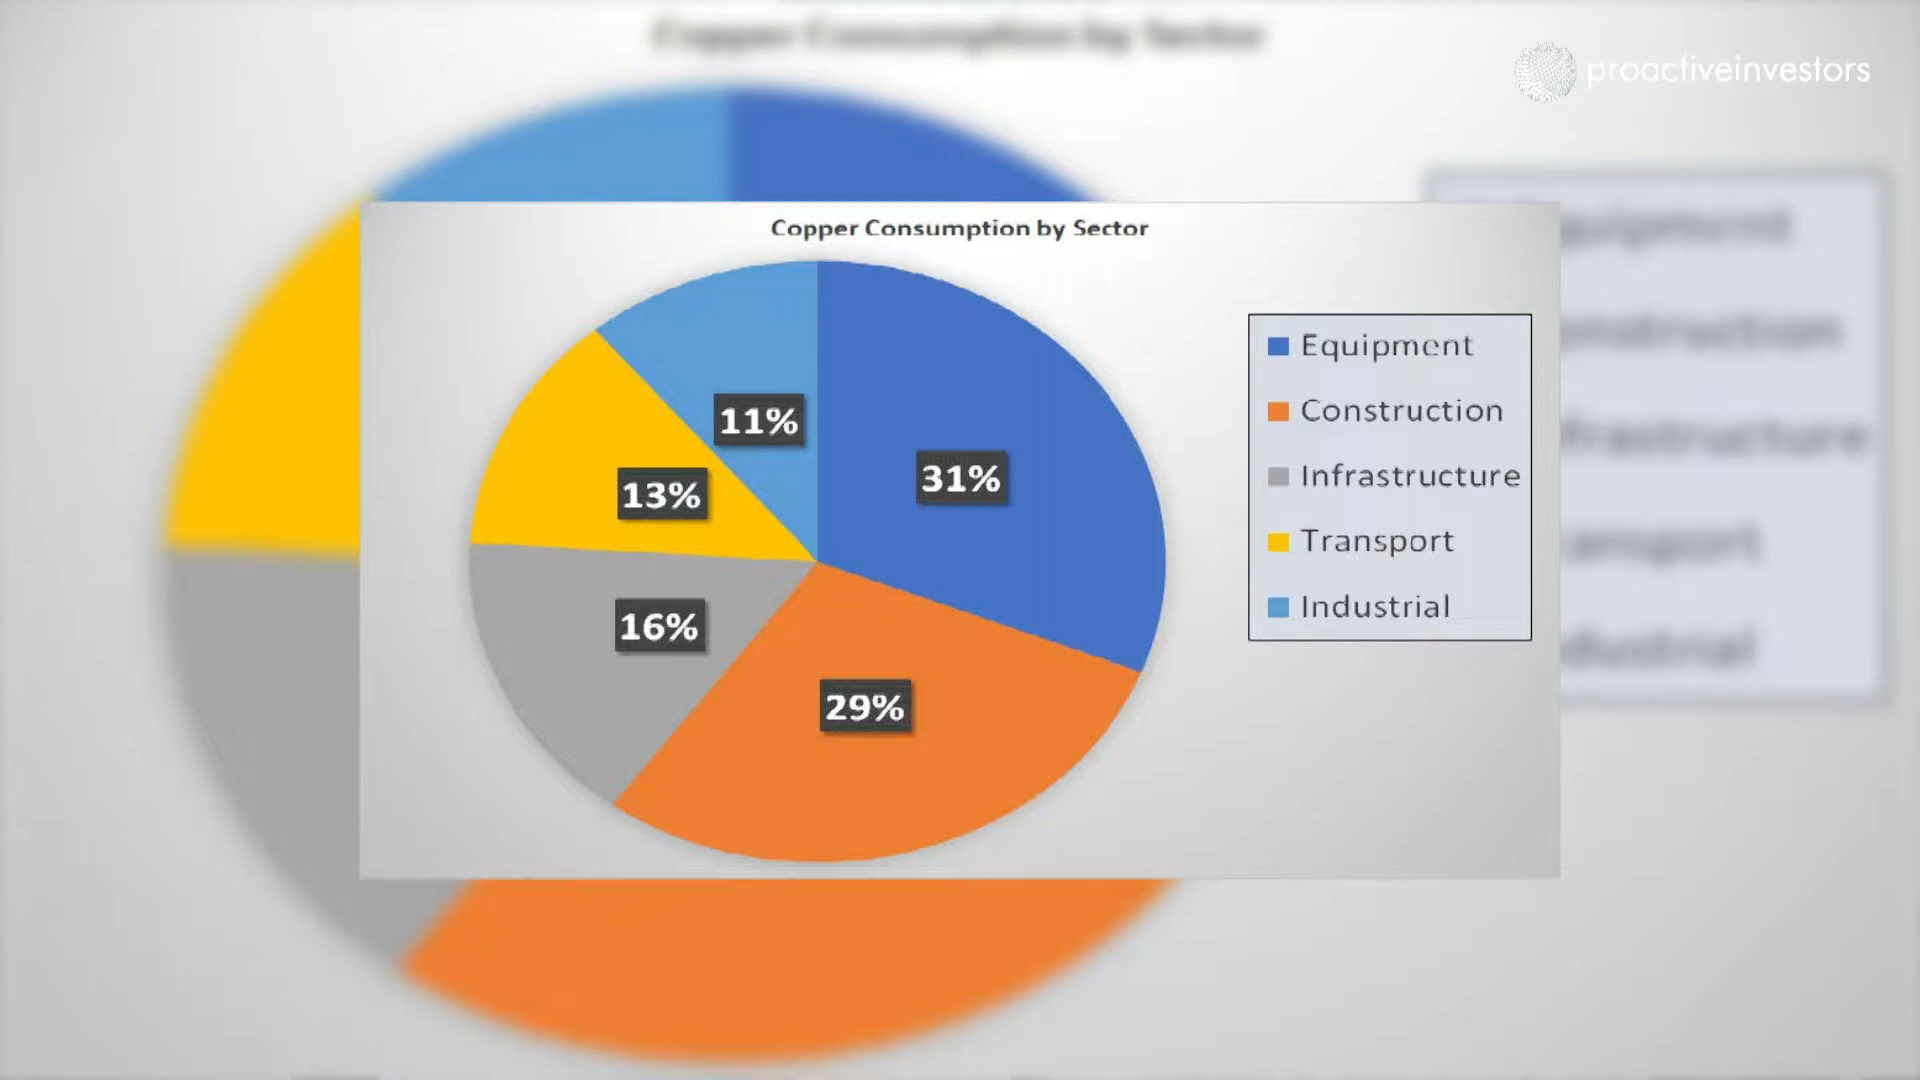 proactiveinvestors
Copper Consumption by Sector
11%
31%
13%
16%
29%
Equipment
Construction
Infrastructure
Transport
Industrial